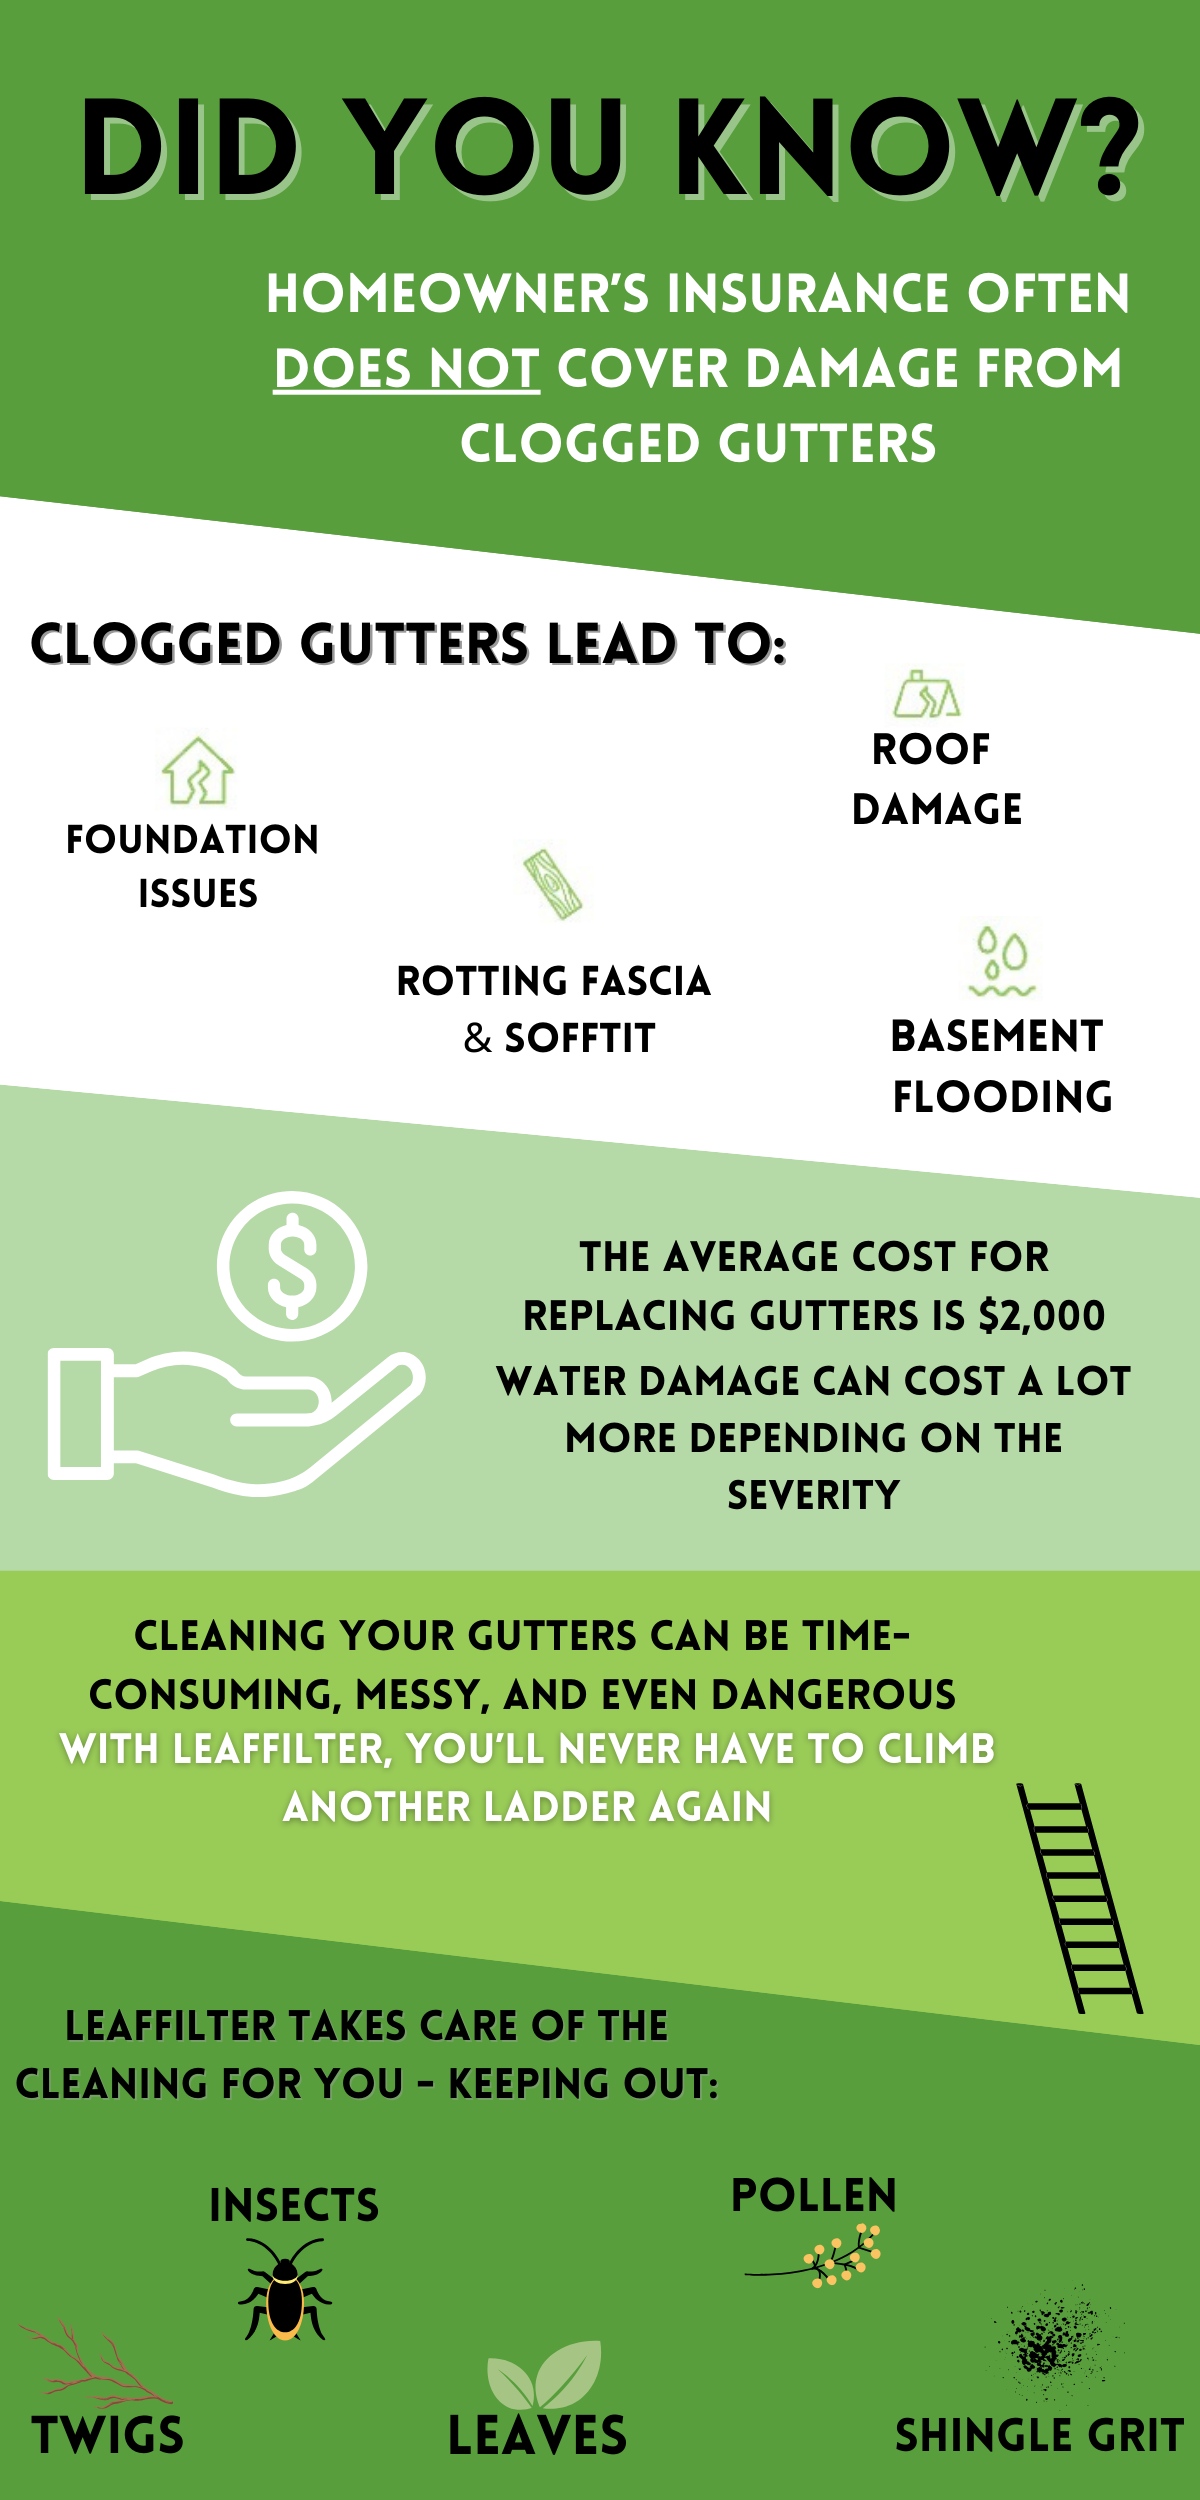 DID YOU KNOW?
HOMEOWNER'S INSURANCE OFTEN
DOES NOT COVER DAMAGE FROM
CLOGGED GUTTERS
CLOGGED GUTTERS LEAD TO:
FOUNDATION
ISSUES
ROTTING FASCIA
& SOFFTIT
ROOF
DAMAGE
BASEMENT
FLOODING
THE AVERAGE COST FOR
REPLACING GUTTERS IS $2,000
WATER DAMAGE CAN COST A LOT
MORE DEPENDING ON THE
SEVERITY
CLEANING YOUR GUTTERS CAN BE TIME-
CONSUMING, MESSY, AND EVEN DANGEROUS
WITH LEAFFILTER, YOU'LL NEVER HAVE TO CLIMB
ANOTHER LADDER AGAIN
LEAFFILTER TAKES CARE OF THE
CLEANING FOR YOU - KEEPING OUT:
INSECTS
POLLEN
TWIGS
LEAVES
SHINGLE GRIT